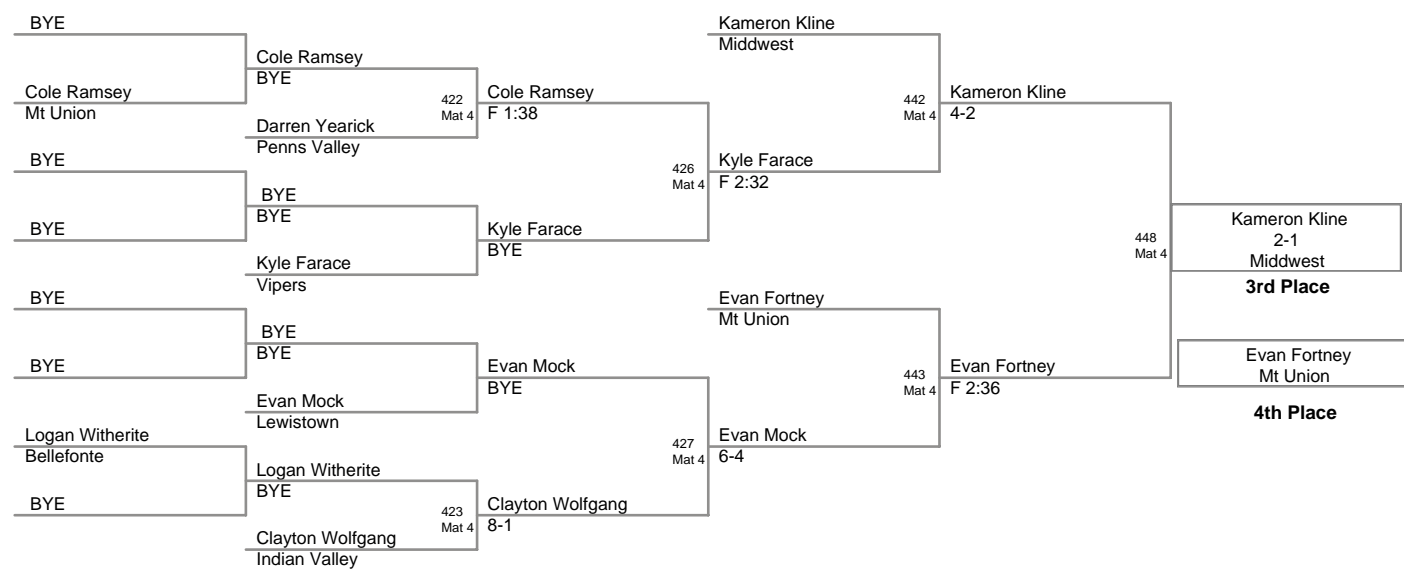 BYE
Cole Ramsey
Mt Union
BYE
BYE
BYE
BYE
Logan Witherite
Bellefonte
BYE
Cole Ramsey
BYE
Darren Yearick
Penns Valley
BYE
BYE
Kyle Farace
Vipers
BYE
BYE
Evan Mock
Lewistown
Logan Witherite
BYE
Clayton Wolfgang
Indian Valley
422
Mat 4
423
Mat 4
Cole Ramsey
F 1:38
Kyle Farace
BYE
Evan Mock
BYE
Clayton Wolfgang
8-1
426
Mat 4
427
Mat 4
Kameron Kline
Middwest
Kyle Farace
F 2:32
Evan Fortney
Mt Union
Evan Mock
6-4
442
Mat 4
443
Mat 4
Kameron Kline
4-2
Evan Fortney
F 2:36
448
Mat 4
Kameron Kline
2-1
Middwest
3rd Place
Evan Fortney
Mt Union
4th Place